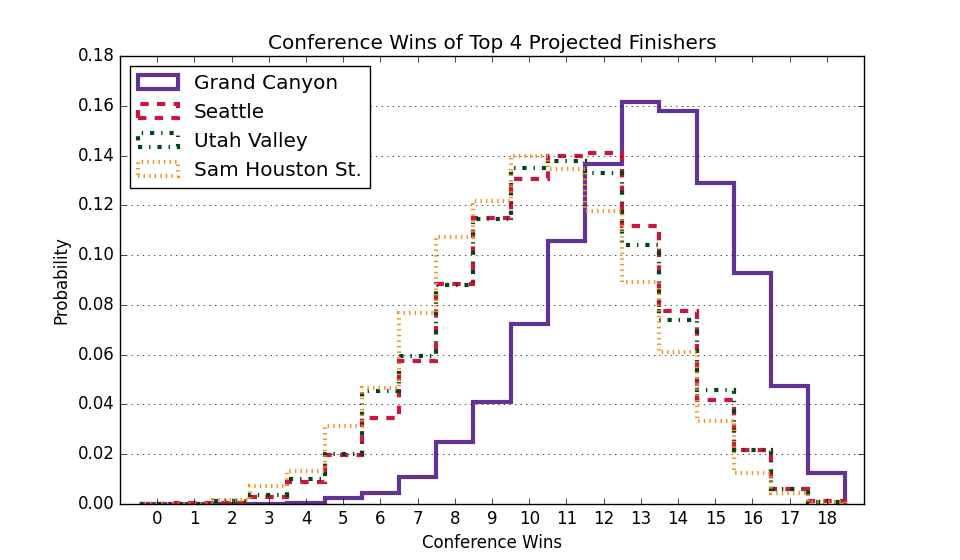 Conference Wins of Top 4 Projected Finishers
0.18
0.16
0.14
0.12
0.10
0.08
0.06
0.04
0.02
0.00
Probability
Grand Canyon
Seattle
Utah Valley
Sam Houston St.
0 1 2 3 4 5 6 7 8 9 10 11 12 13 14 15 16 17 18
Conference Wins